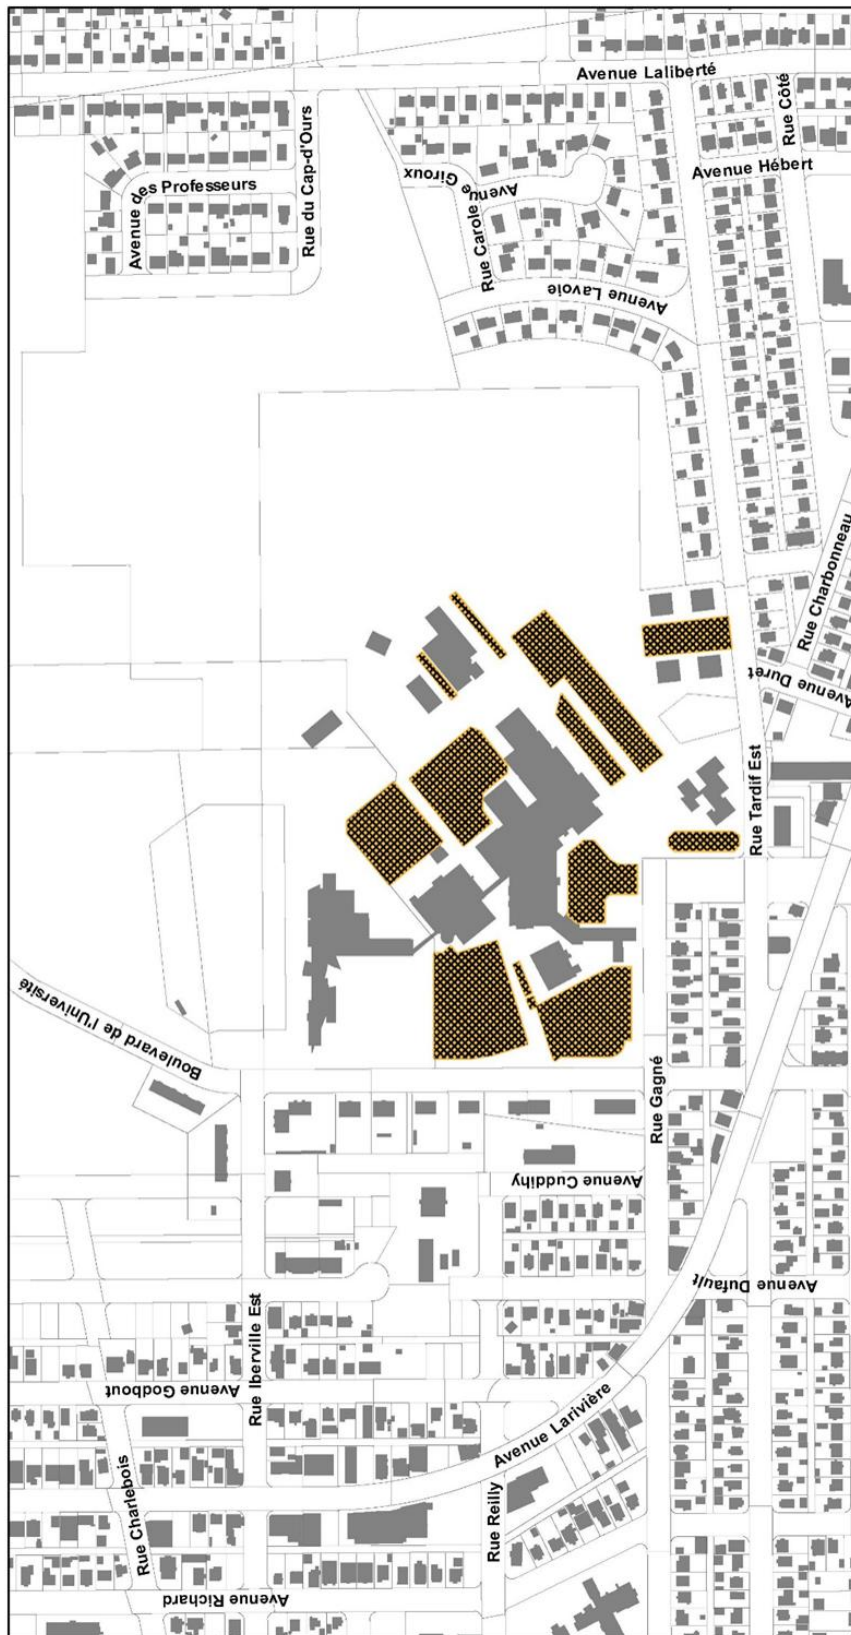 Avenue Laliberté
Rue Côté
Rue du Cap-d'Ours
Avenue Hébert
Avenue des Professeurs
Avenue Giroux
Rue Carole
Avenue Lavoie
Rue Charbonneau
Avenue Duret
Rue Tardif Est
Boulevard de l'Université
Rue Gagné
Avenue Cuddihy
Avenue Dufault
Rue Iberville Est
Avenue Godbout
Avenue Larivière
Rue Charlebois
Rue Reilly
Avenue Richard